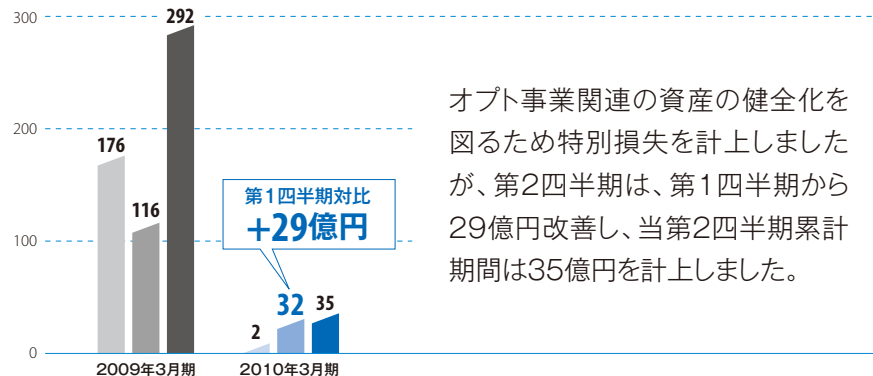 300
292
200
176
116
第1四半期対比
+29億円
100
32
35
2
0
2009年3月期
2010年3月期
オプト事業関連の資産の健全化を
図るため特別損失を計上しました
が、第2四半期は、第1四半期から
29億円改善し、当第2四半期累計
期間は35億円を計上しました。